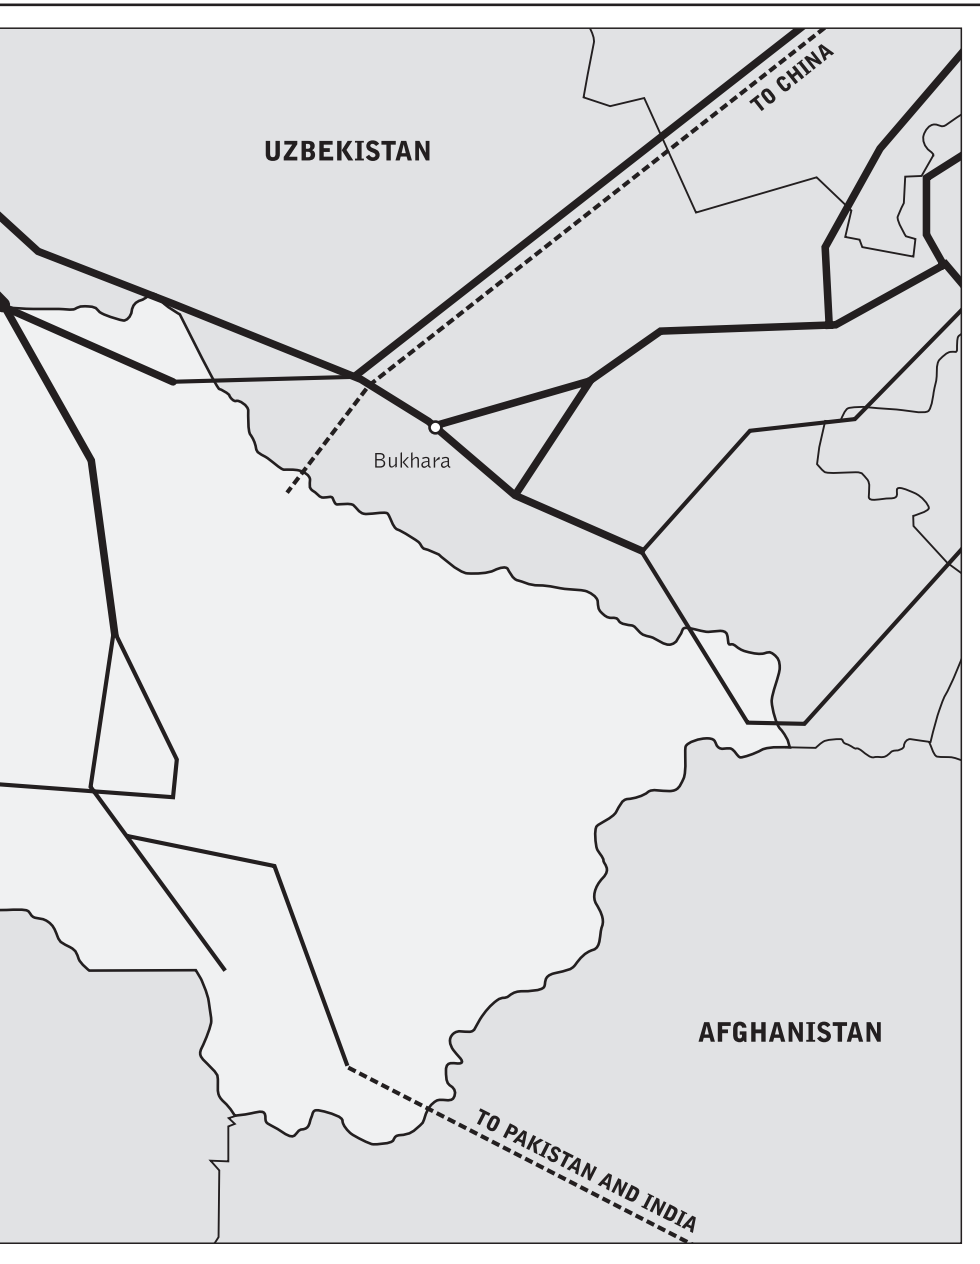 TO CHINA
UZBEKISTAN
Bukhara
AFGHANISTAN
TO PAKISTAN AND INDIA